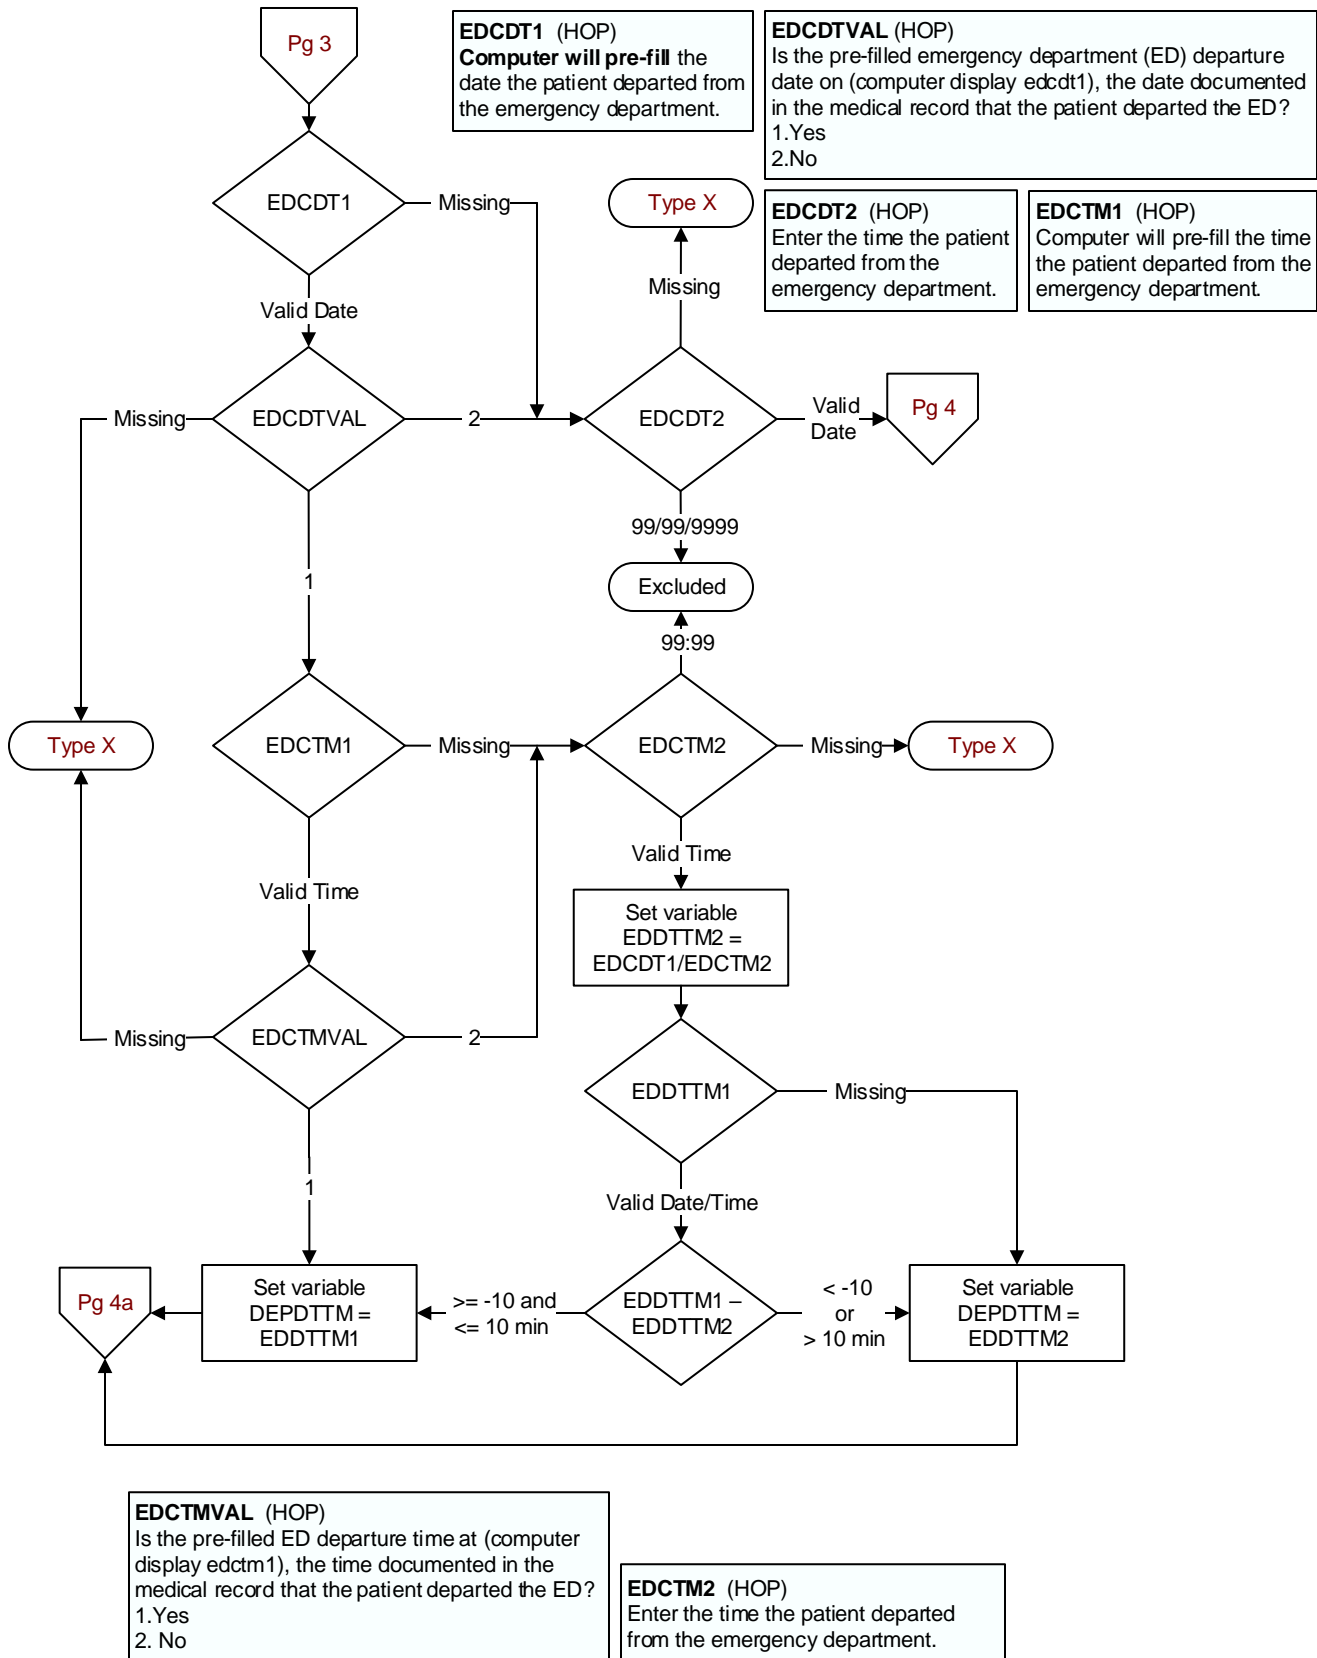 Pg 3
EDCDT1 (HOP)
Computer will pre-fill the
date the patient departed from
the emergency department.
EDCDTVAL (HOP)
Is the pre-filled emergency department (ED) departure
date on (computer display edcdt1), the date documented
in the medical record that the patient departed the ED?
1.Yes
2.No
EDCDT1
Missing
Type X
EDCDT2 (HOP)
Enter the time the patient
departed from the
emergency department.
EDCTM1 (HOP)
Computer will pre-fill the time
the patient departed from the
emergency department.
Missing
Valid Date
Missing
EDCDTVAL
2
EDCDT2
Valid
Date
Pg 4
99/99/9999
1
Excluded
99:99
Type X
EDCTM1
Missing
EDCTM2
Missing
Type X
Valid Time
Valid Time
Set variable
EDDTTM2 =
EDCDT1/EDCTM2
Missing
EDCTMVAL
2
EDDTTM1
Missing
1
Valid Date/Time
Pg 4a
Set variable
DEPDTTM =
EDDTTM1
>= -10 and
<= 10 min
EDDTTM1 –
EDDTTM2
< -10
or
> 10 min
Set variable
DEPDTTM =
EDDTTM2
EDCTMVAL (HOP)
Is the pre-filled ED departure time at (computer
display edctm1), the time documented in the
medical record that the patient departed the ED?
1.Yes
2. No
EDCTM2 (HOP)
Enter the time the patient departed
from the emergency department.